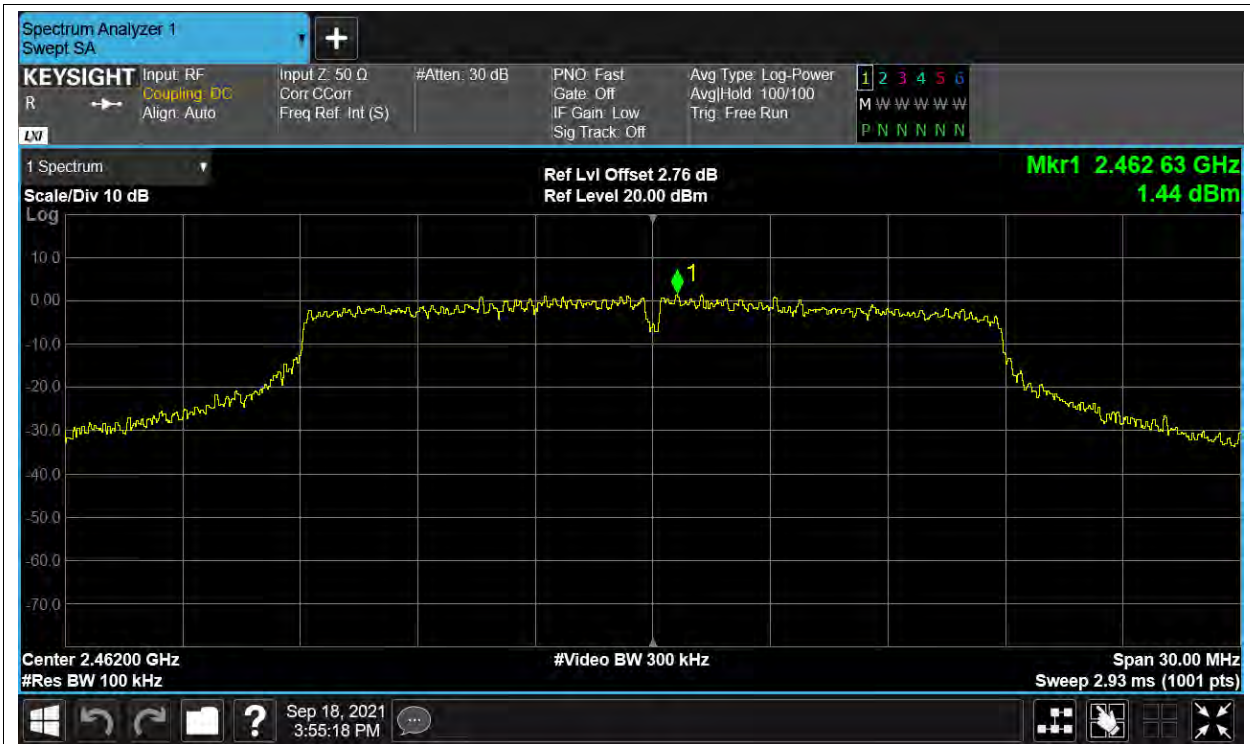 Spectrum Analyzer 1
Swept SA
+
KEYSIGHT Input: RF Input Z: 50 Ω #Atten: 30 dB PNO: Fast Avg Type: Log-Power 1 2 3 4 5 6
R Coupling: DC Corr CCorr Gate: Off Avg|Hold: 100/100 M W W W W W
Align: Auto Freq Ref: Int (S) IF Gain: Low Trig: Free Run
LXI Sig Track: Off P N N N N N
1 Spectrum Ref Lvl Offset 2.76 dB Mkr1 2.462 63 GHz
Scale/Div 10 dB Ref Level 20.00 dBm 1.44 dBm
Log
10.0
1
0.00
-10.0
-20.0
-30.0
-40.0
-50.0
-60.0
-70.0
Center 2.46200 GHz #Video BW 300 kHz Span 30.00 MHz
#Res BW 100 kHz Sweep 2.93 ms (1001 pts)
? Sep 18, 2021
3:55:18 PM